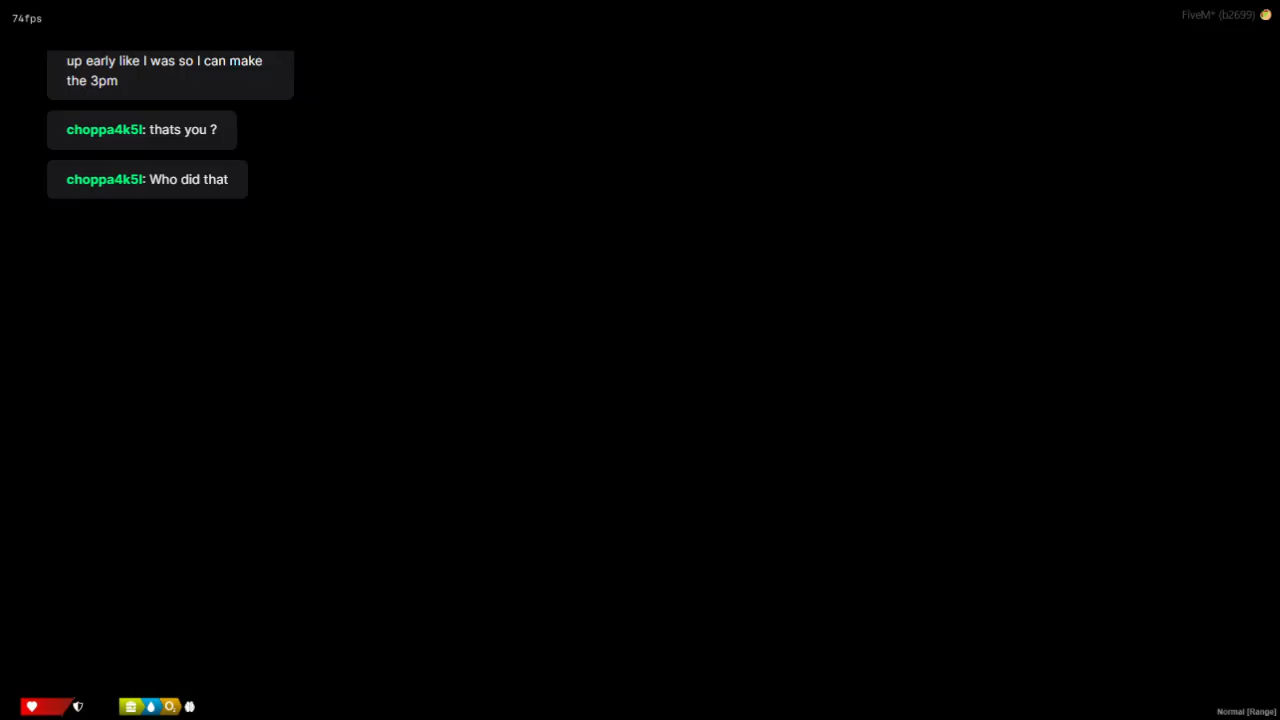 74fps
FiveM* (b2699)
up early like I was so I can make
the 3pm
choppa4k5l: thats you ?
choppa4k5l: Who did that
O₂
Normal [Range]